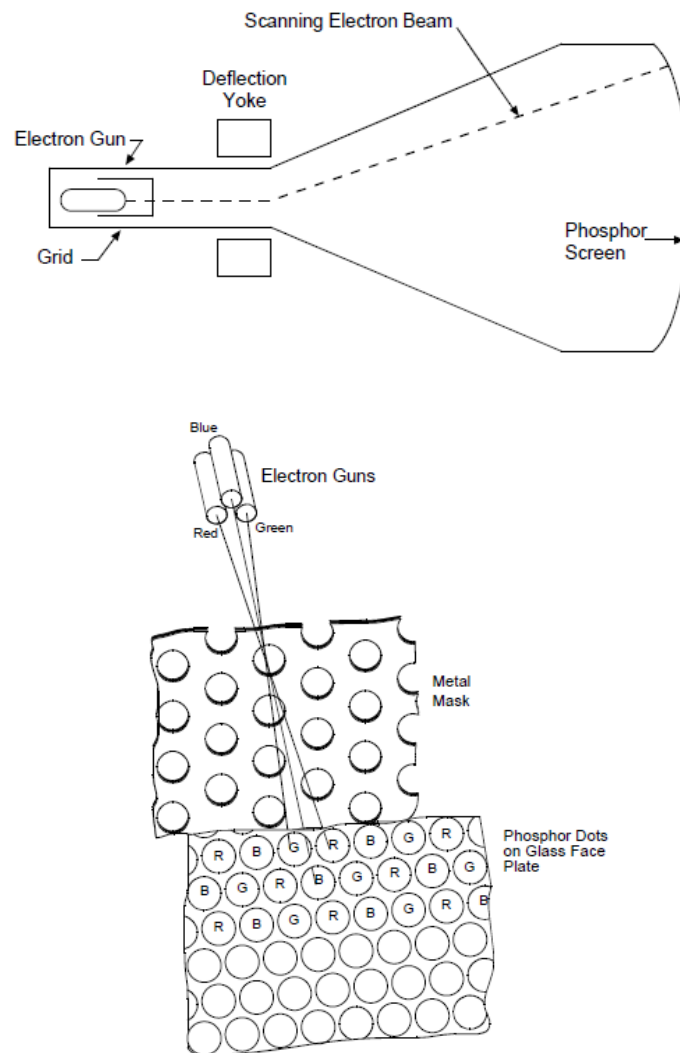 Scanning Electron Beam
Deflection
Yoke
Electron Gun
Grid
Phosphor
Screen
Blue
Electron Guns
Red
Green
Metal
Mask
Phosphor Dots
on Glass Face
Plate
R B G R B G R
B G R B G R B G
R B G R B G R B